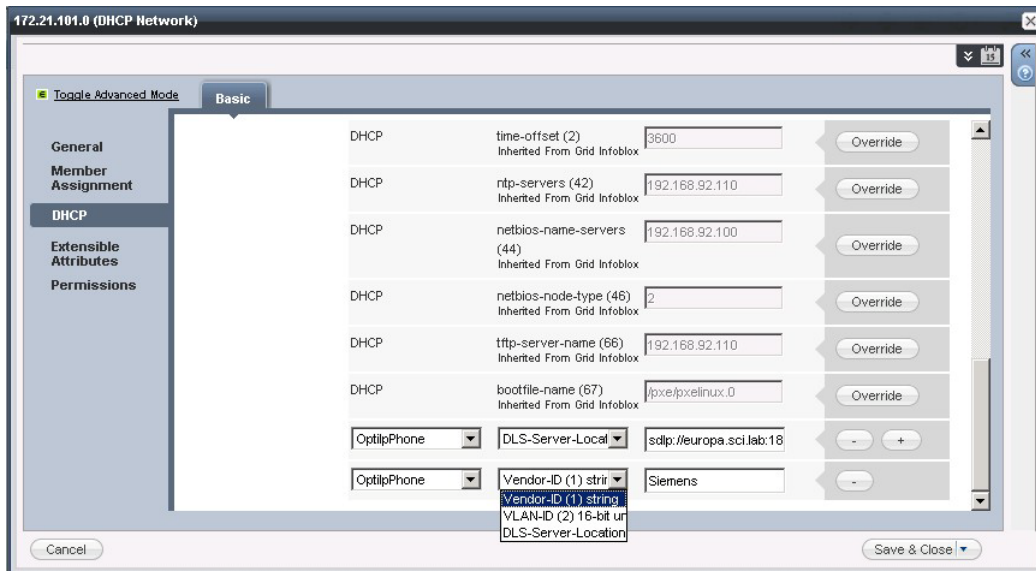 172.21.101.0 (DHCP Network)
15
Toggle Advanced Mode
Basic
General
Member
Assignment
DHCP
Extensible
Attributes
Permissions
DHCP time-offset (2) 3600 Override
Inherited From Grid Infoblox
DHCP ntp-servers (42) 192.168.92.110 Override
Inherited From Grid Infoblox
DHCP netbios-name-servers 192.168.92.100 Override
(44)
Inherited From Grid Infoblox
DHCP netbios-node-type (46) 2 Override
Inherited From Grid Infoblox
DHCP tftp-server-name (66) 192.168.92.110 Override
Inherited From Grid Infoblox
DHCP bootfile-name (67) /pxe/pxelinux.0 Override
Inherited From Grid Infoblox
OptiIpPhone DLS-Server-Locat sdlp://europa.sci.lab:18 - +
OptiIpPhone Vendor-ID (1) strir Siemens -
Vendor-ID (1) string
VLAN-ID (2) 16-bit ur
DLS-Server-Location
Cancel Save & Close